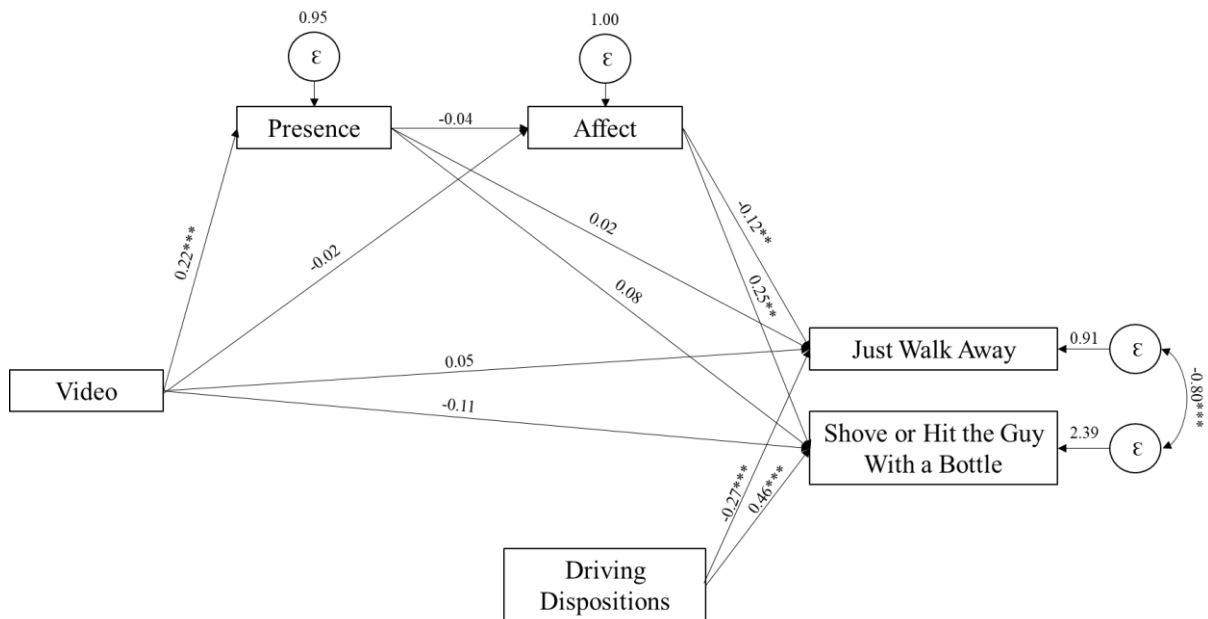 0.95
1.00
ε
ε
Presence
-0.04
Affect
0.22***
-0.02
0.02
0.08
-0.12**
0.25**
Video
0.05
-0.11
Just Walk Away
0.91
ε
-0.80***
Shove or Hit the Guy
With a Bottle
2.39
ε
-0.27***
0.46***
Driving
Dispositions